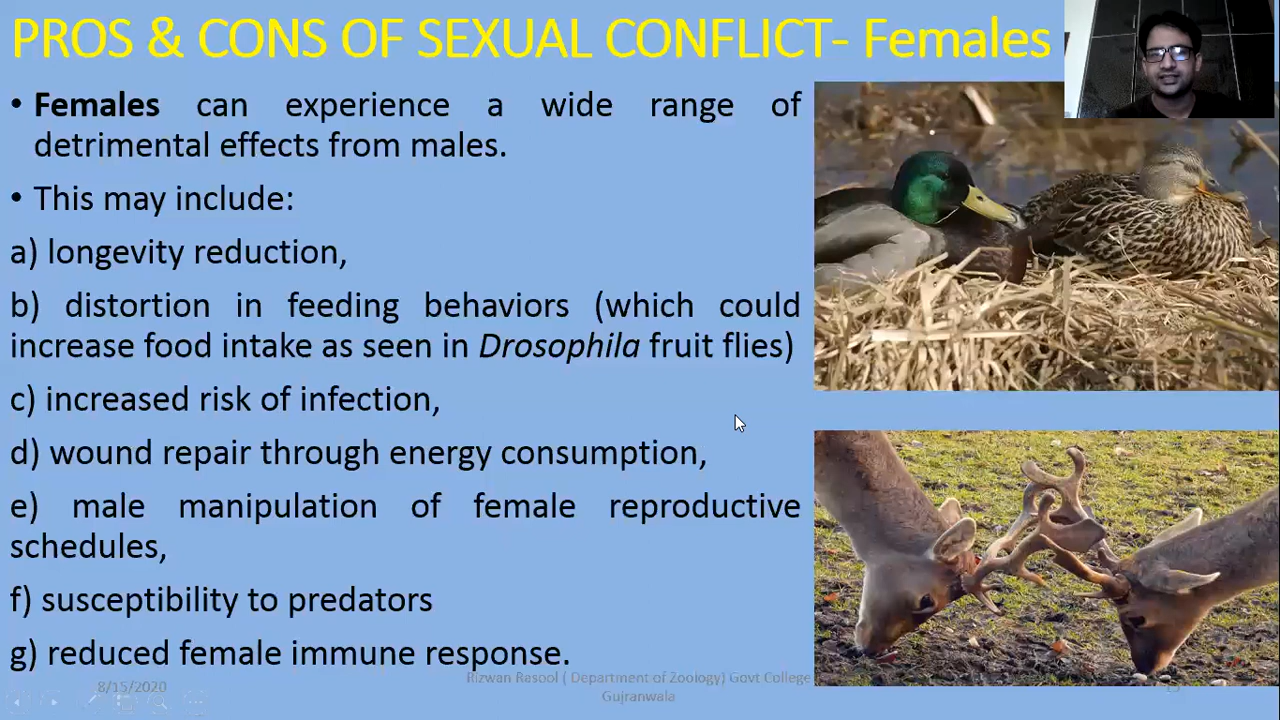 PROS & CONS OF SEXUAL CONFLICT- Females
• Females can experience a wide range of
detrimental effects from males.
• This may include:
a) longevity reduction,
b) distortion in feeding behaviors (which could
increase food intake as seen in Drosophila fruit flies)
c) increased risk of infection,
d) wound repair through energy consumption,
e) male manipulation of female reproductive
schedules,
f) susceptibility to predators
g) reduced female immune response.
8/15/2020
Rizwan Rasool ( Department of Zoology) Govt College
Gujranwala